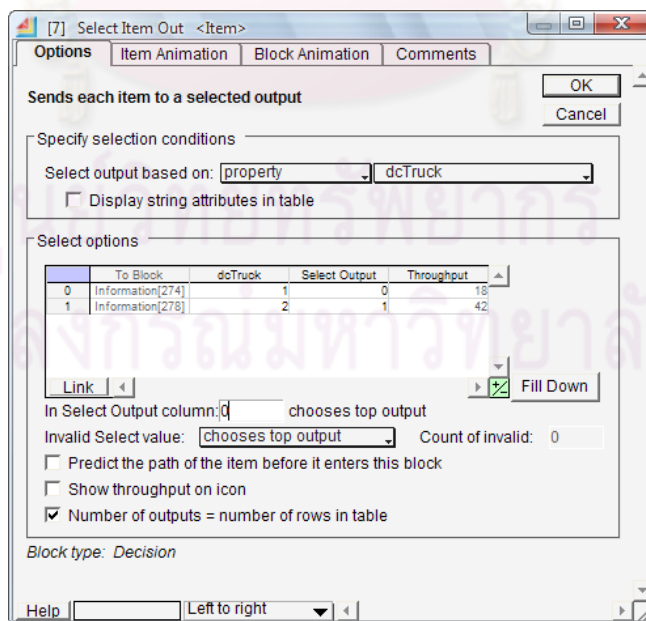 [7] Select Item Out <Item>
Options Item Animation Block Animation Comments
Sends each item to a selected output
OK
Cancel
Specify selection conditions
Select output based on: property dcTruck
Display string attributes in table
Select options
To Block dcTruck Select Output Throughput
0 Information[274] 1 0 18
1 Information[278] 2 1 42
Link
Fill Down
In Select Output column: 0 chooses top output
Invalid Select value: chooses top output Count of invalid: 0
Predict the path of the item before it enters this block
Show throughput on icon
Number of outputs = number of rows in table
Block type: Decision
Help Left to right